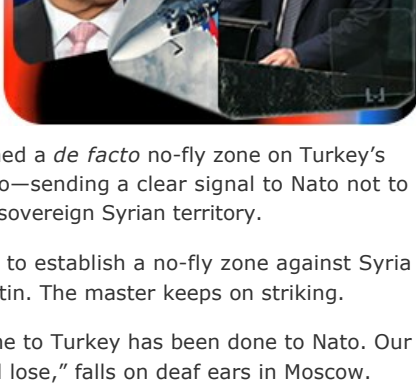 ed a de facto no-fly zone on Turkey’s
o—sending a clear signal to Nato not to
sovereign Syrian territory.
to establish a no-fly zone against Syria
tin. The master keeps on striking.
ne to Turkey has been done to Nato. Our
l lose,” falls on deaf ears in Moscow.